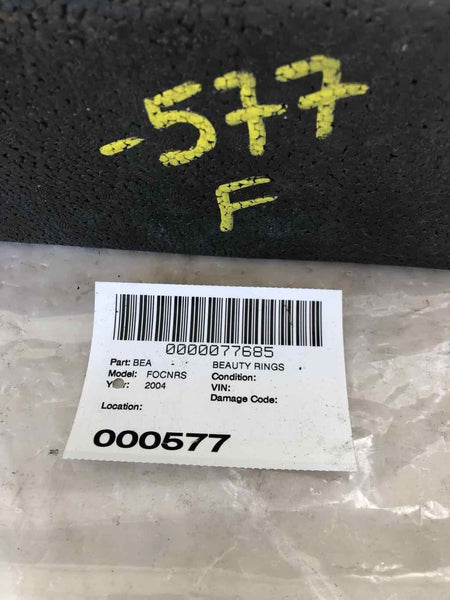 -577
F
0000077685
Part: BEA - - BEAUTY RINGS
Model: FOCNRS Condition:
2004 VIN:
Damage Code:
Location:
000577